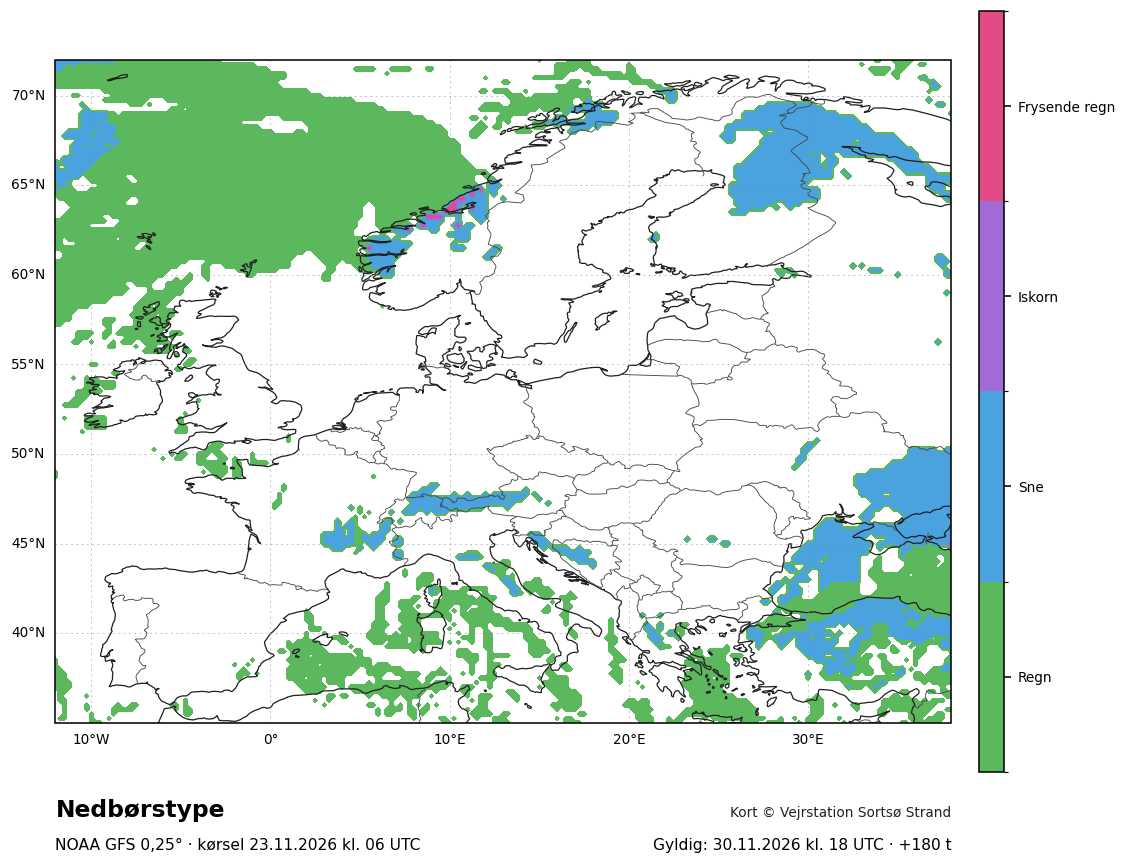 70°N
65°N
60°N
55°N
50°N
45°N
40°N
10°W
0°
10°E
20°E
30°E
Frysende regn
Iskorn
Sne
Regn
Nedbørstype
Kort © Vejrstation Sortsø Strand
NOAA GFS 0,25° · kørsel 23.11.2026 kl. 06 UTC
Gyldig: 30.11.2026 kl. 18 UTC · +180 t